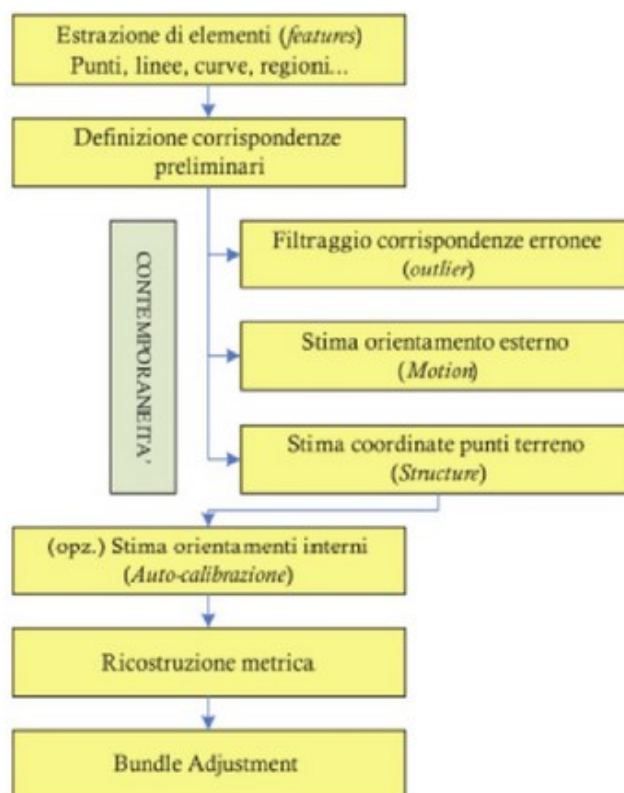 Estrazione di elementi (features)
Punti, linee, curve, regioni...
Definizione corrispondenze
preliminari
CONTEMPORANEITA'
Filtraggio corrispondenze erronee
(outlier)
Stima orientamento esterno
(Motion)
Stima coordinate punti terreno
(Structure)
(opz.) Stima orientamenti interni
(Auto-calibrazione)
Ricostruzione metrica
Bundle Adjustment